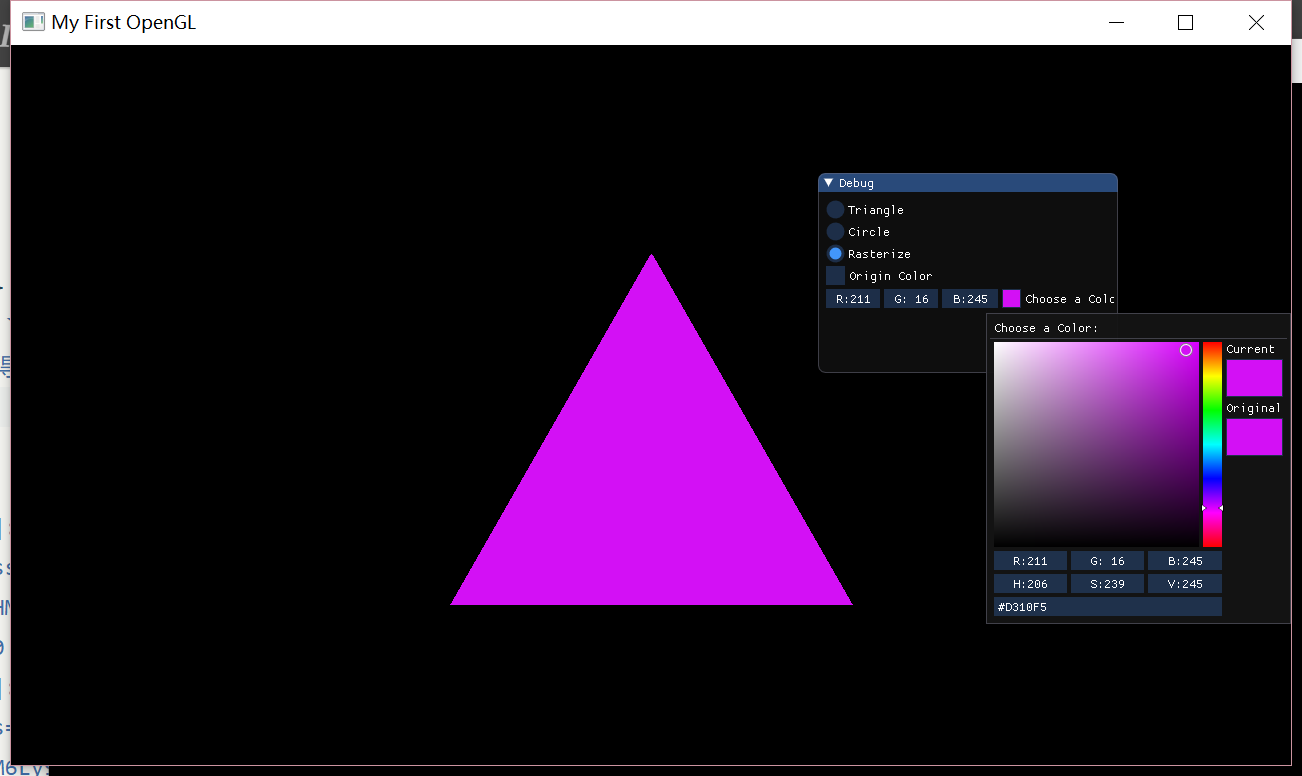 My First OpenGL
Debug
Triangle
Circle
Rasterize
Origin Color
R:211 G: 16 B:245 Choose a Colc
Choose a Color:
Current
Original
R:211 G: 16 B:245
H:206 S:239 V:245
#D310F5